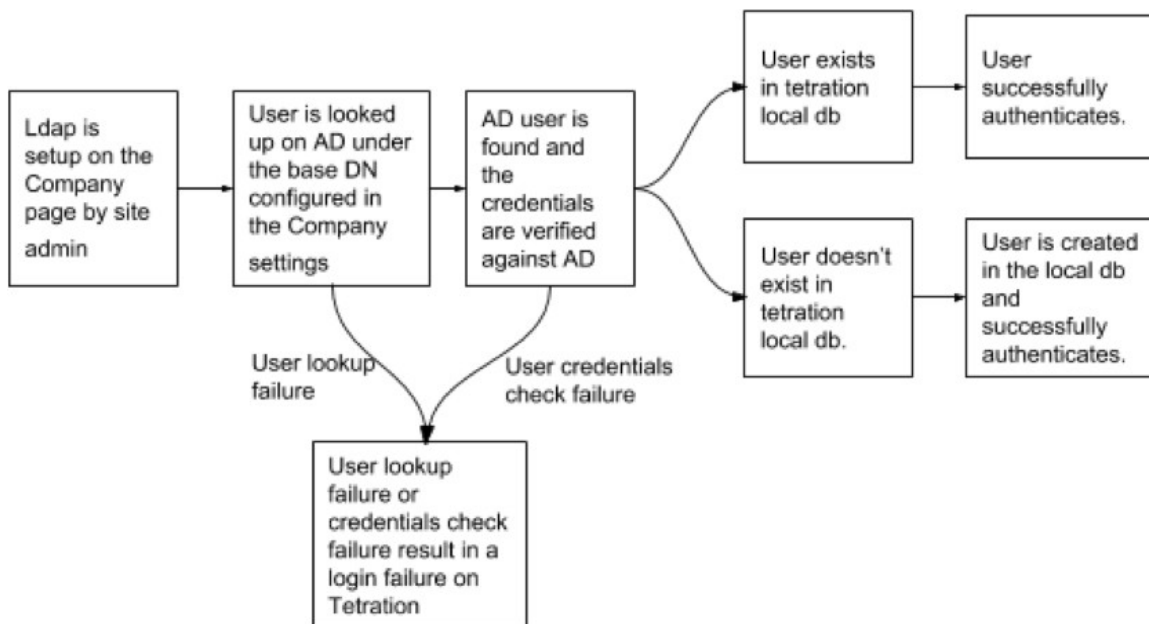 Ldap is
setup on the
Company
page by site
admin
User is looked
up on AD under
the base DN
configured in
the Company
settings
AD user is
found and
the
credentials
are verified
against AD
User exists
in tetration
local db
User
successfully
authenticates.
User doesn't
exist in
tetration
local db.
User is created
in the local db
and
successfully
authenticates.
User lookup
failure
User credentials
check failure
User lookup
failure or
credentials check
failure result in a
login failure on
Tetration